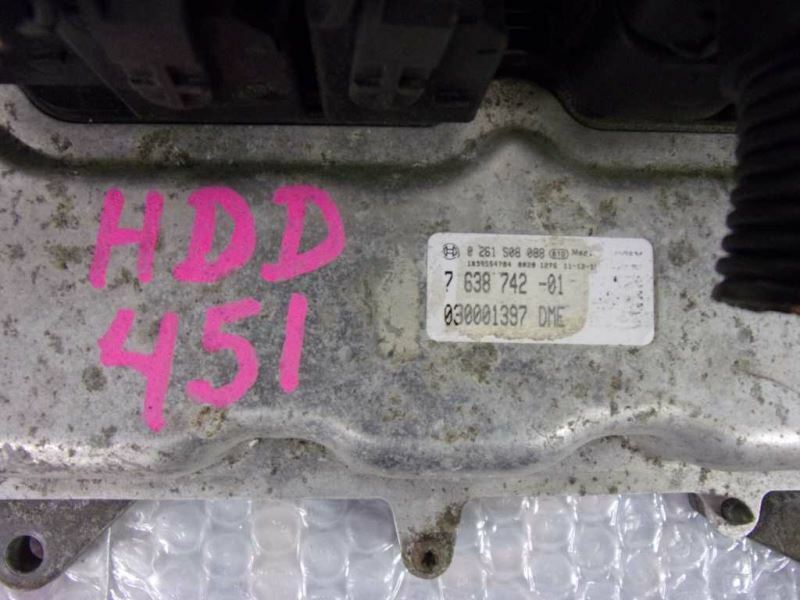 HDD
451
0 261 S08 088
7 638 742 -01
030001397 DME